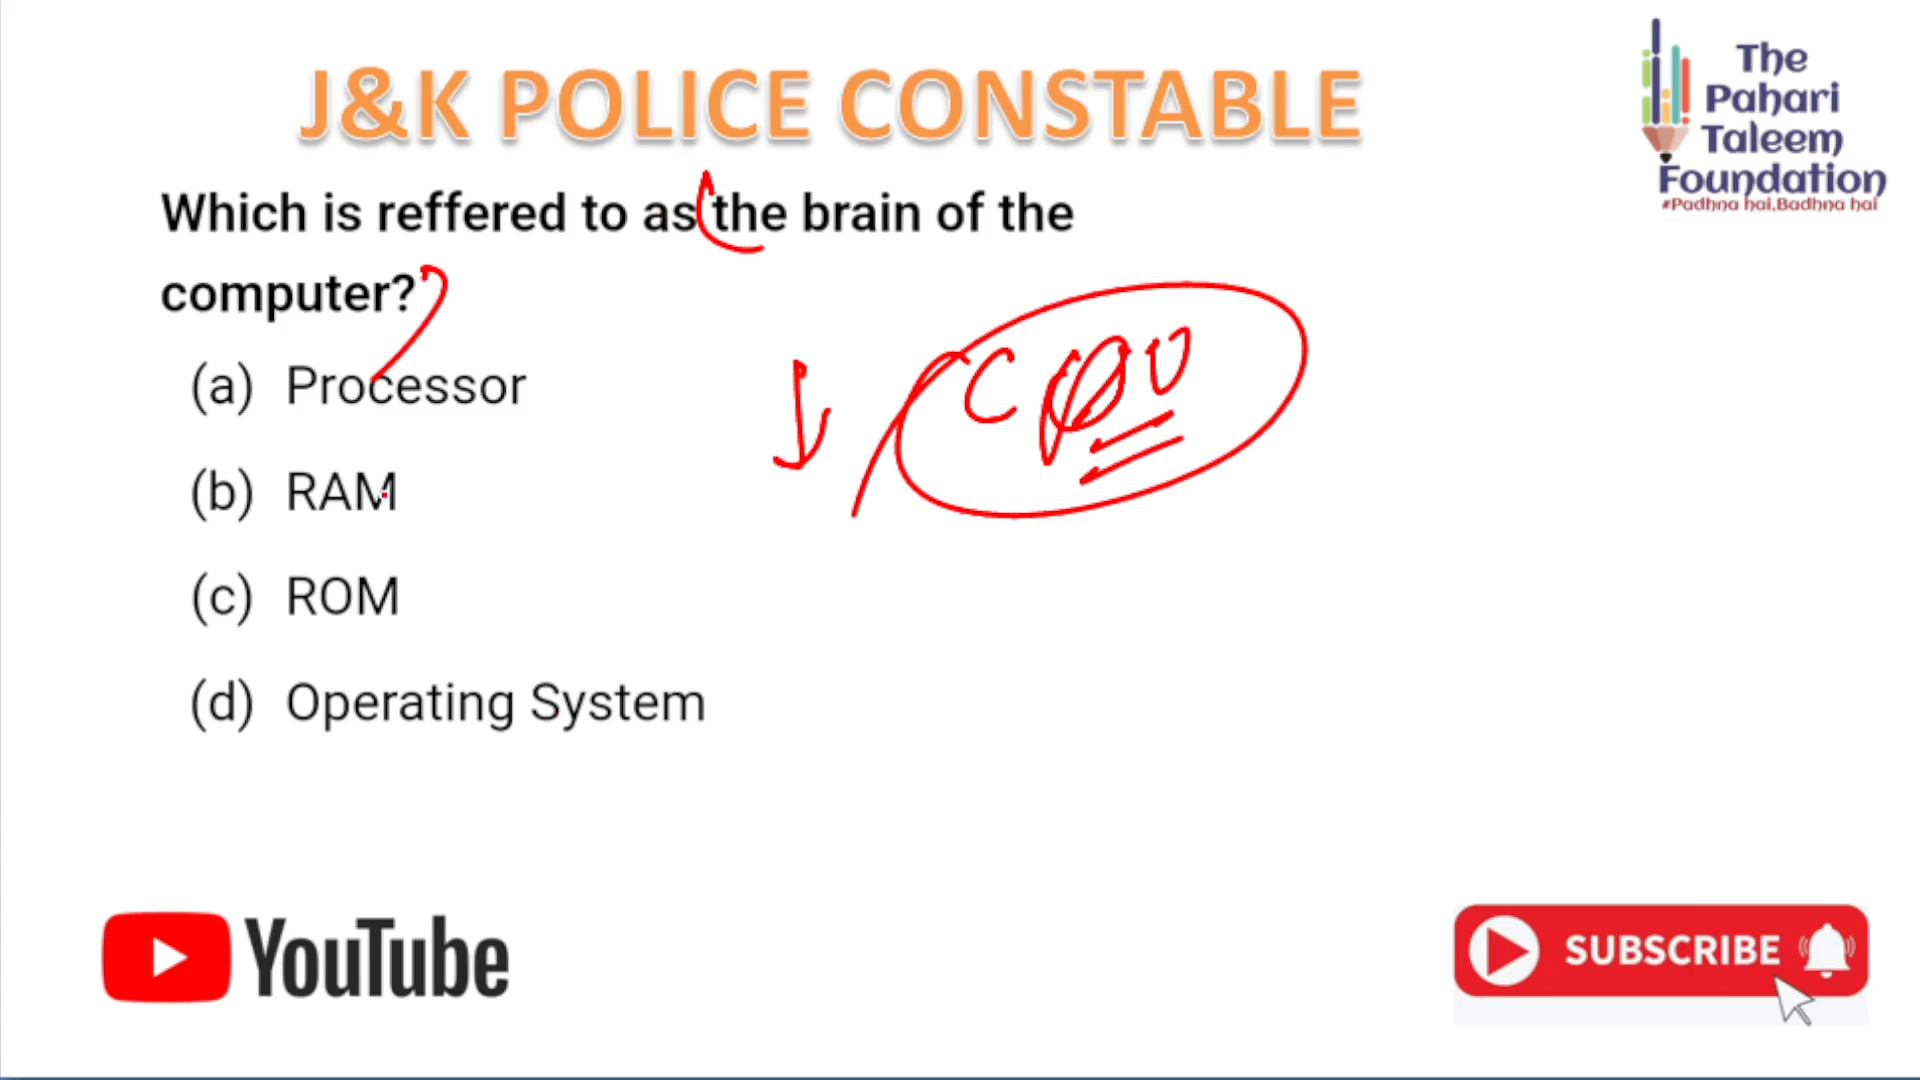 J&K POLICE CONSTABLE
The
Pahari
Taleem
Foundation
#Padhna hai,Badhna hai
Which is reffered to as the brain of the
computer?
CPU
(a) Processor
(b) RAM
(c) ROM
(d) Operating System
YouTube
SUBSCRIBE